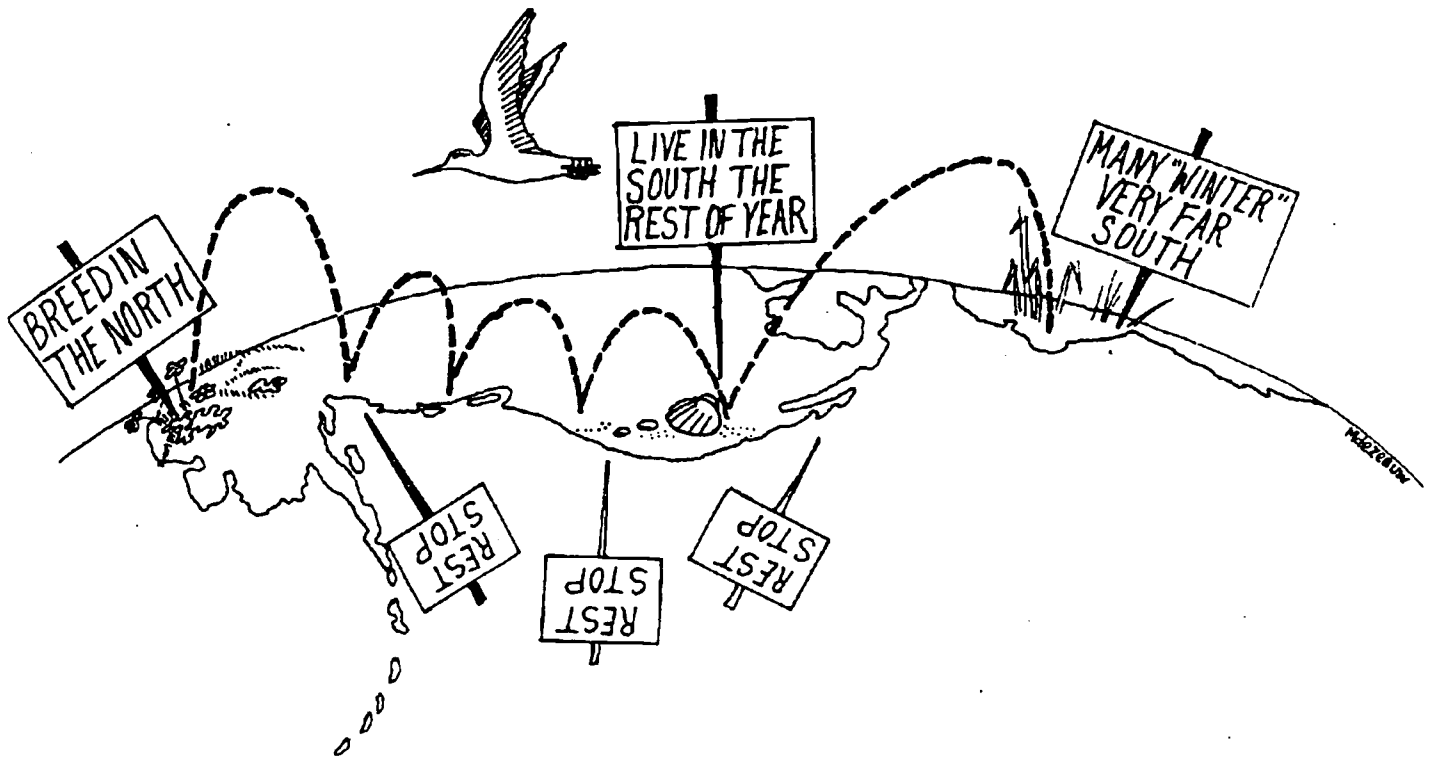 BREED IN
THE NORTH
LIVE IN THE
SOUTH THE
REST OF YEAR
MANY "WINTER"
VERY FAR
SOUTH
REST
STOP
REST
STOP
REST
STOP